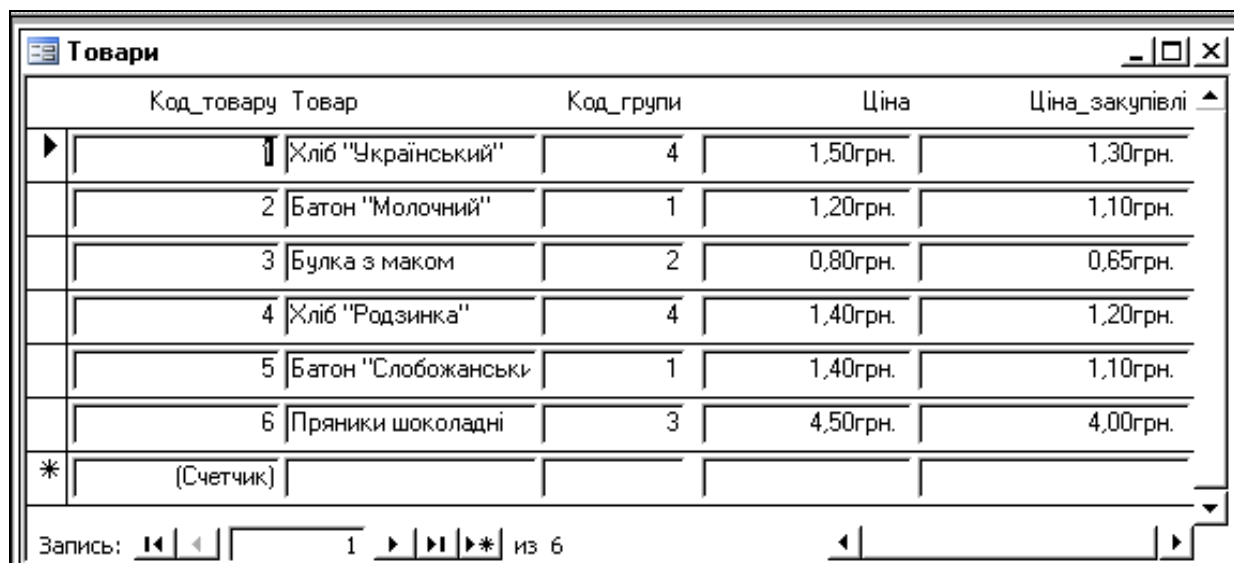 Товари
Код_товару Товар Код_групи Ціна Ціна_закупівлі
1 Хліб "Український" 4 1,50грн. 1,30грн.
2 Батон "Молочний" 1 1,20грн. 1,10грн.
3 Булка з маком 2 0,80грн. 0,65грн.
4 Хліб "Родзинка" 4 1,40грн. 1,20грн.
5 Батон "Слобожанськи 1 1,40грн. 1,10грн.
6 Пряники шоколадні 3 4,50грн. 4,00грн.
(Счетчик)
Запись: 1 из 6